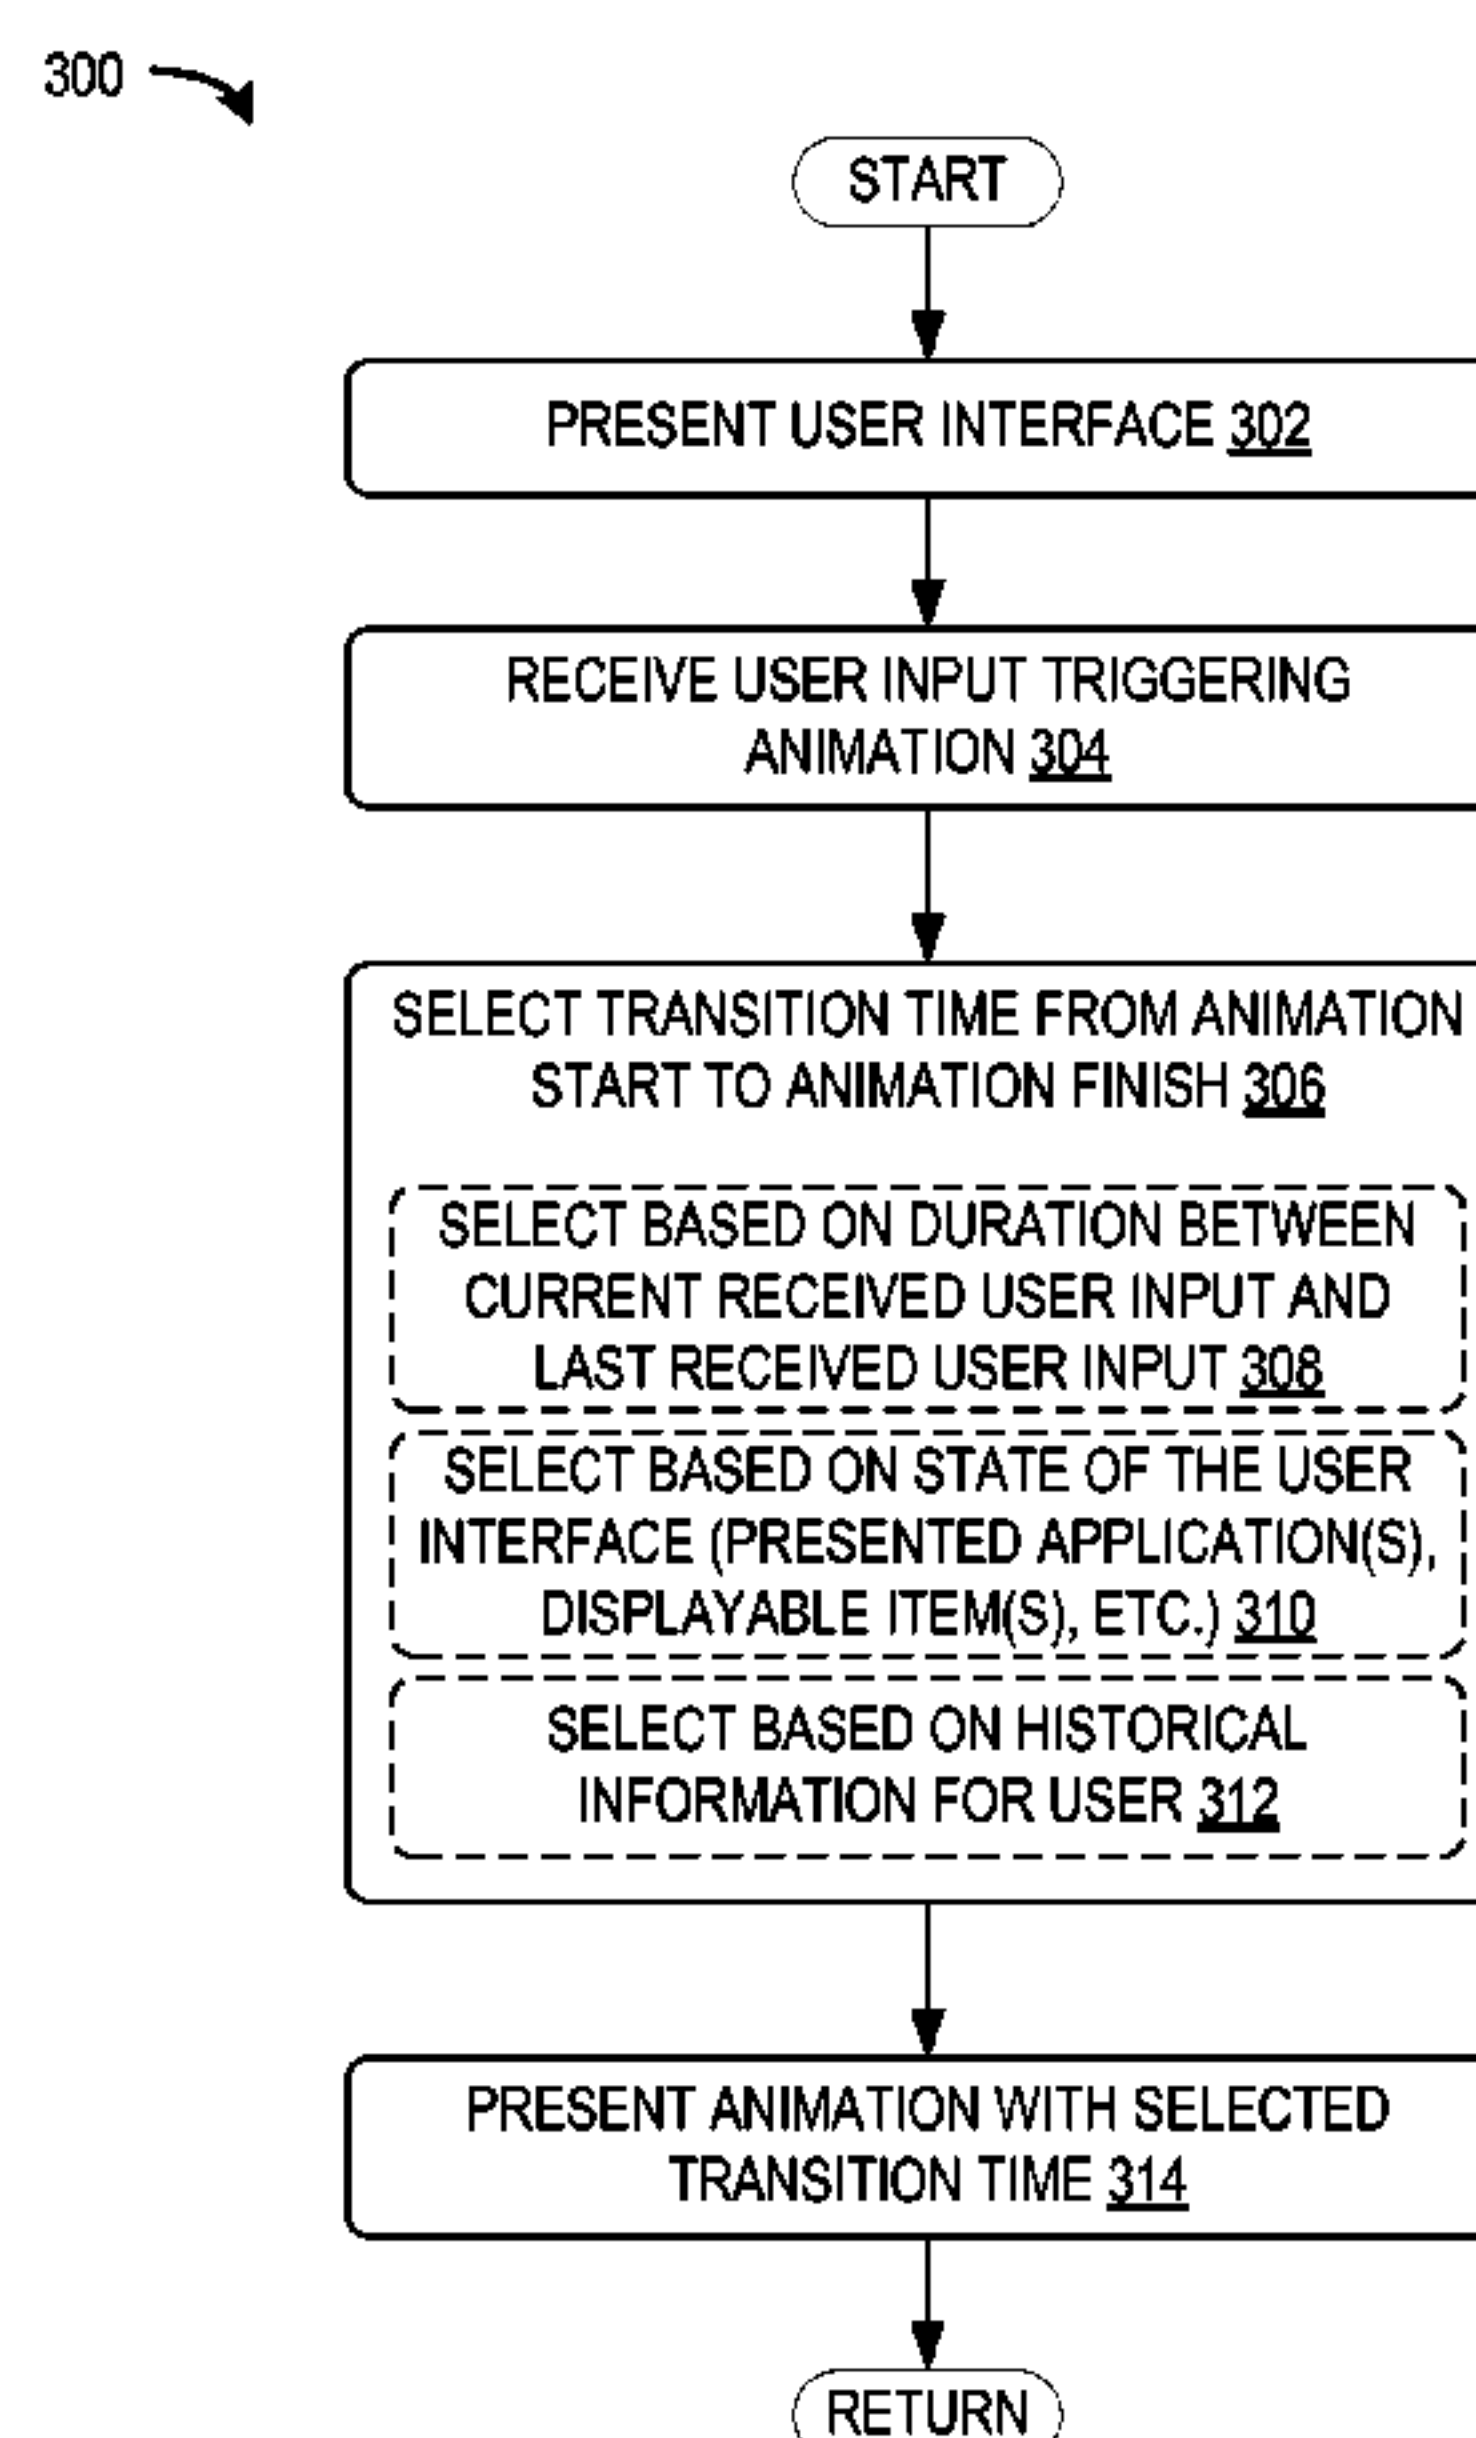 300
START
PRESENT USER INTERFACE 302
RECEIVE USER INPUT TRIGGERING
ANIMATION 304
SELECT TRANSITION TIME FROM ANIMATION
START TO ANIMATION FINISH 306
SELECT BASED ON DURATION BETWEEN
CURRENT RECEIVED USER INPUT AND
LAST RECEIVED USER INPUT 308
SELECT BASED ON STATE OF THE USER
INTERFACE (PRESENTED APPLICATION(S),
DISPLAYABLE ITEM(S), ETC.) 310
SELECT BASED ON HISTORICAL
INFORMATION FOR USER 312
PRESENT ANIMATION WITH SELECTED
TRANSITION TIME 314
RETURN